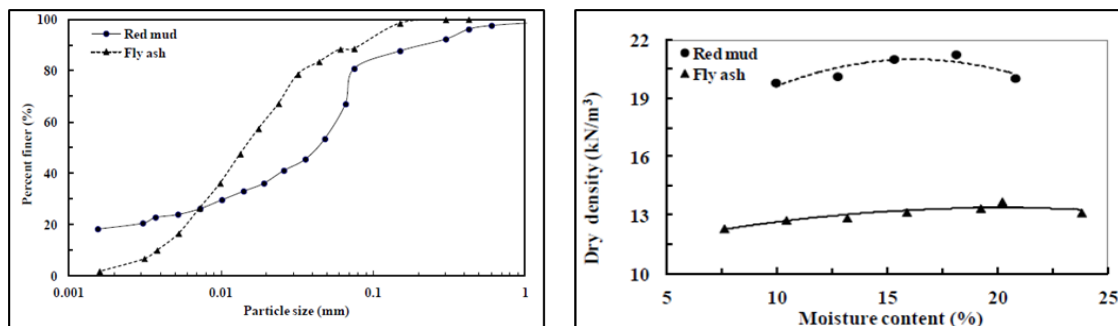 100
80
60
40
20
0
Percent finer (%)
Red mud
Fly ash
0.001 0.01 0.1 1
Particle size (mm)
22
19
16
13
10
Dry density (kN/m³)
Red mud
Fly ash
5 10 15 20 25
Moisture content (%)